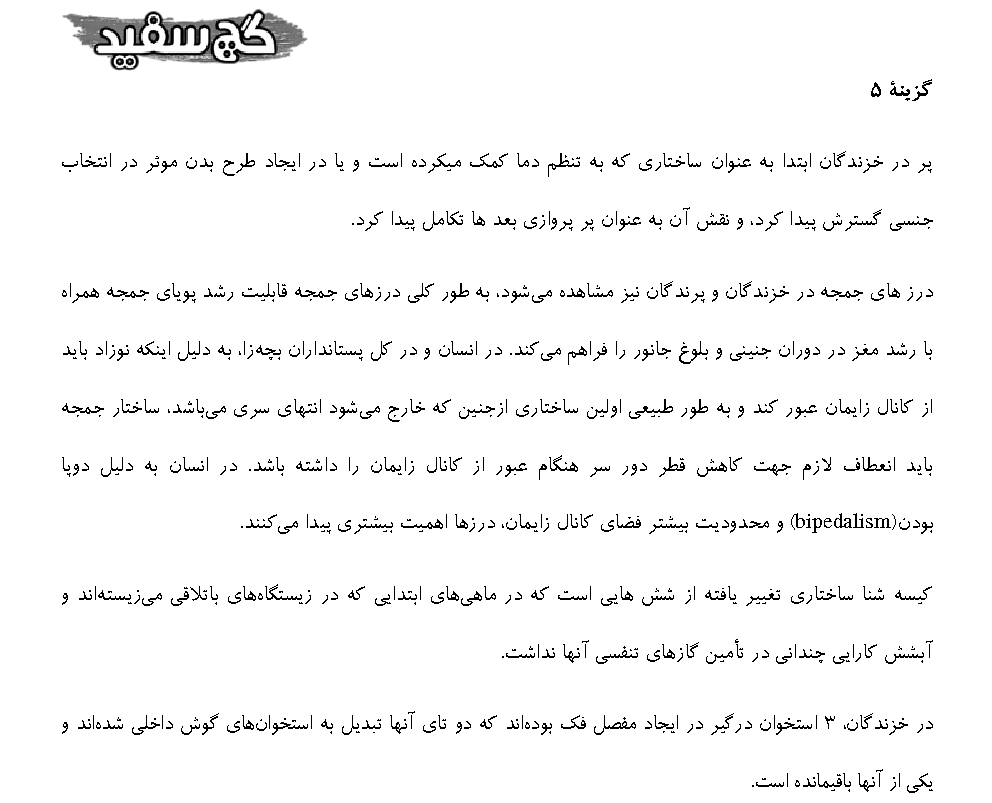 گچ سفید
گزینهٔ ۵
پر در خزندگان ابتدا به عنوان ساختاری که به تنظم دما کمک میکرده است و یا در ایجاد طرح بدن موثر در انتخاب
جنسی گسترش پیدا کرد، و نقش آن به عنوان پر پروازی بعد ها تکامل پیدا کرد.
درز های جمجه در خزندگان و پرندگان نیز مشاهده می‌شود، به طور کلی درزهای جمجه قابلیت رشد پویای جمجه همراه
با رشد مغز در دوران جنینی و بلوغ جانور را فراهم می‌کند. در انسان و در کل پستانداران بچه‌زا، به دلیل اینکه نوزاد باید
از کانال زایمان عبور کند و به طور طبیعی اولین ساختاری ازجنین که خارج می‌شود انتهای سری می‌باشد، ساختار جمجه
باید انعطاف لازم جهت کاهش قطر دور سر هنگام عبور از کانال زایمان را داشته باشد. در انسان به دلیل دوپا
بودن(bipedalism) و محدودیت بیشتر فضای کانال زایمان، درزها اهمیت بیشتری پیدا می‌کنند.
کیسه شنا ساختاری تغییر یافته از شش هایی است که در ماهی‌های ابتدایی که در زیستگاه‌های باتلاقی می‌زیسته‌اند و
آبشش کارایی چندانی در تأمین گازهای تنفسی آنها نداشت.
در خزندگان، ۳ استخوان درگیر در ایجاد مفصل فک بوده‌اند که دو تای آنها تبدیل به استخوان‌های گوش داخلی شده‌اند و
یکی از آنها باقیمانده است.